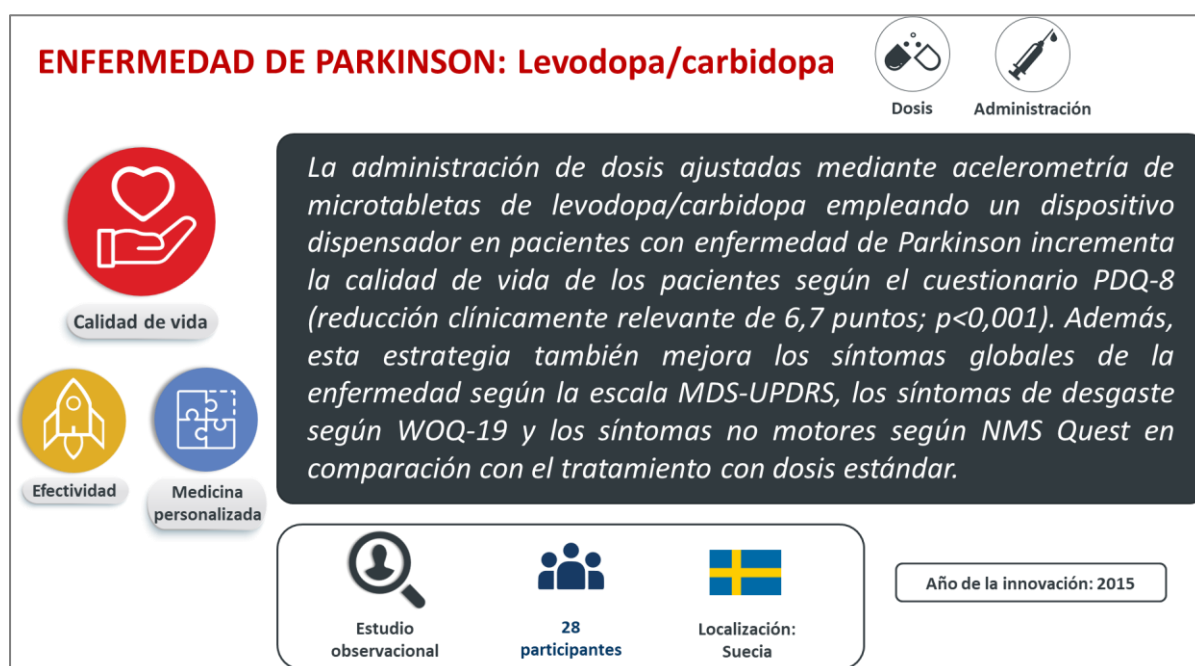 ENFERMEDAD DE PARKINSON: Levodopa/carbidopa
Dosis
Administración
La administración de dosis ajustadas mediante acelerometría de
microtabletas de levodopa/carbidopa empleando un dispositivo
dispensador en pacientes con enfermedad de Parkinson incrementa
la calidad de vida de los pacientes según el cuestionario PDQ-8
(reducción clínicamente relevante de 6,7 puntos; p<0,001). Además,
esta estrategia también mejora los síntomas globales de la
enfermedad según la escala MDS-UPDRS, los síntomas de desgaste
según WOQ-19 y los síntomas no motores según NMS Quest en
comparación con el tratamiento con dosis estándar.
Calidad de vida
Efectividad
Medicina
personalizada
Estudio
observacional
28
participantes
Localización:
Suecia
Año de la innovación: 2015